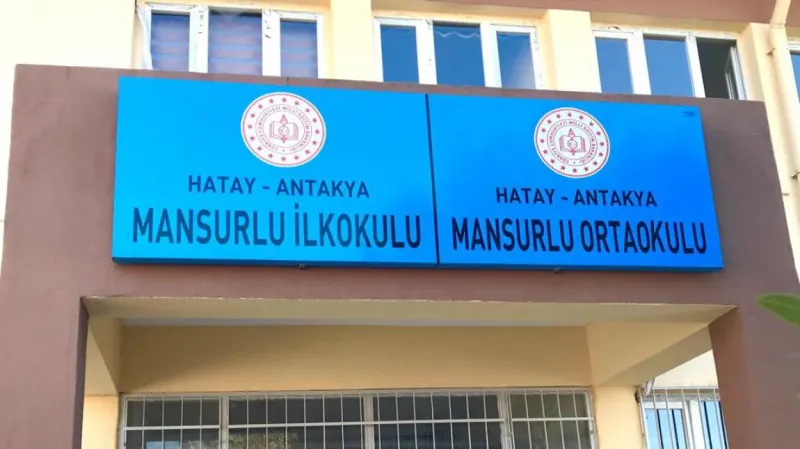 HATAY - ANTAKYA
MANSURLU İLKOKULU
HATAY - ANTAKYA
MANSURLU ORTAOKULU